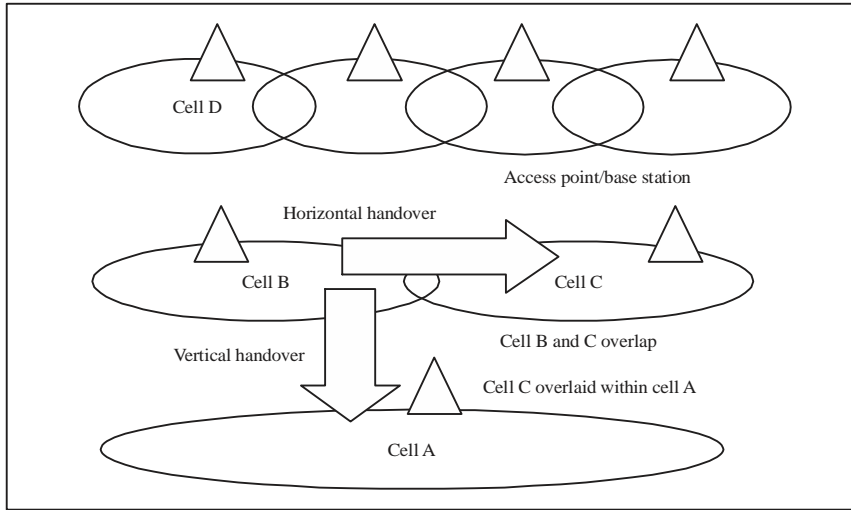 Cell D
Access point/base station
Horizontal handover
Cell B
Cell C
Cell B and C overlap
Vertical handover
Cell C overlaid within cell A
Cell A